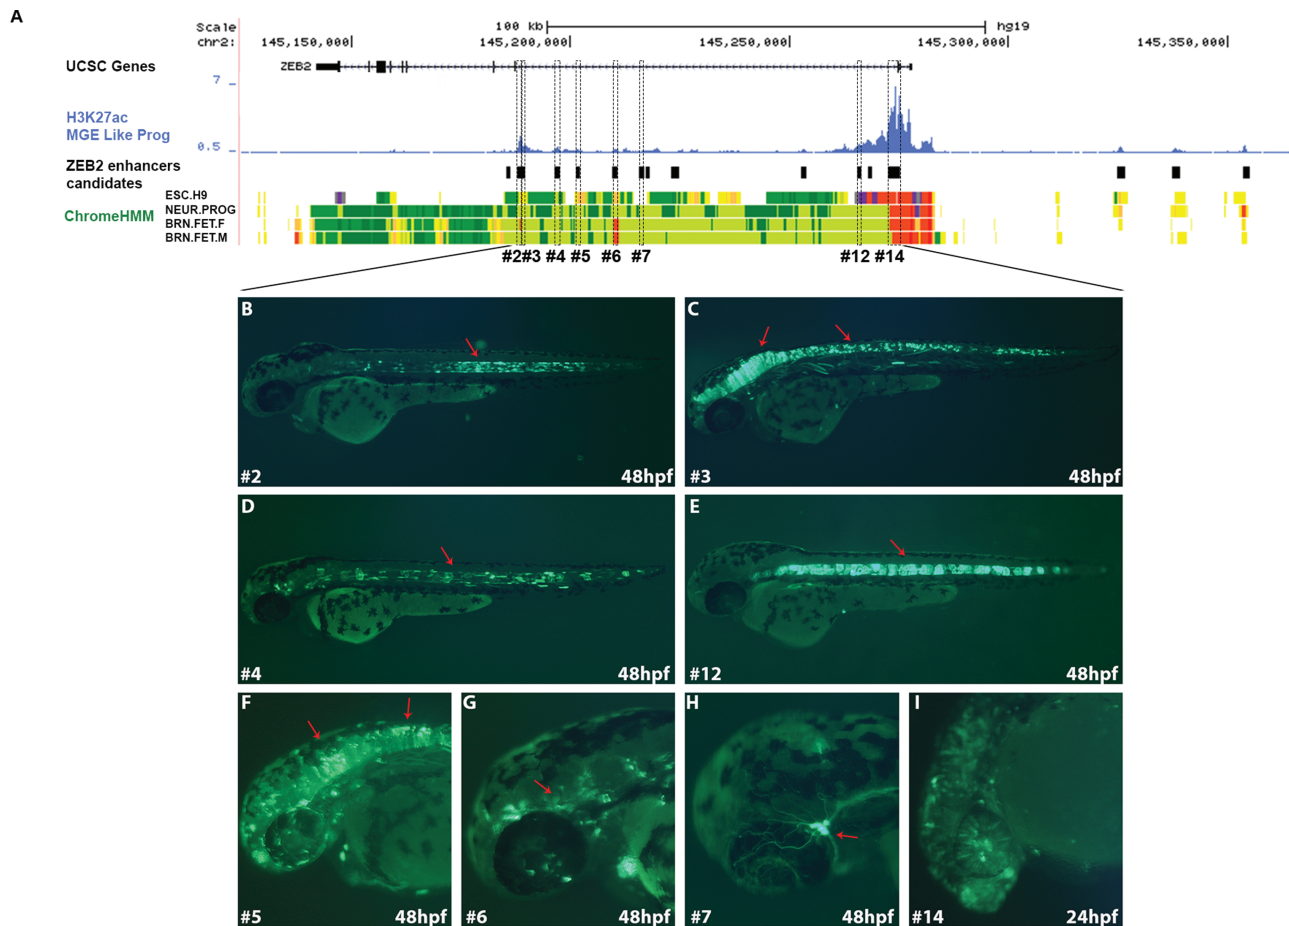 A
Scale 100 kb hg19
chr2: 145,150,000 145,200,000 145,250,000 145,300,000 145,350,000
UCSC Genes ZEB2
7
H3K27ac
MGE Like Prog
0.5
ZEB2 enhancers
candidates
ESC.H9
ChromeHMM NEUR.PROG
BRN.FET.F
BRN.FET.M
#2 #3 #4 #5 #6 #7 #12 #14
B
#2 48hpf
C
#3 48hpf
D
#4 48hpf
E
#12 48hpf
F
#5 48hpf
G
#6 48hpf
H
#7 48hpf
I
#14 24hpf